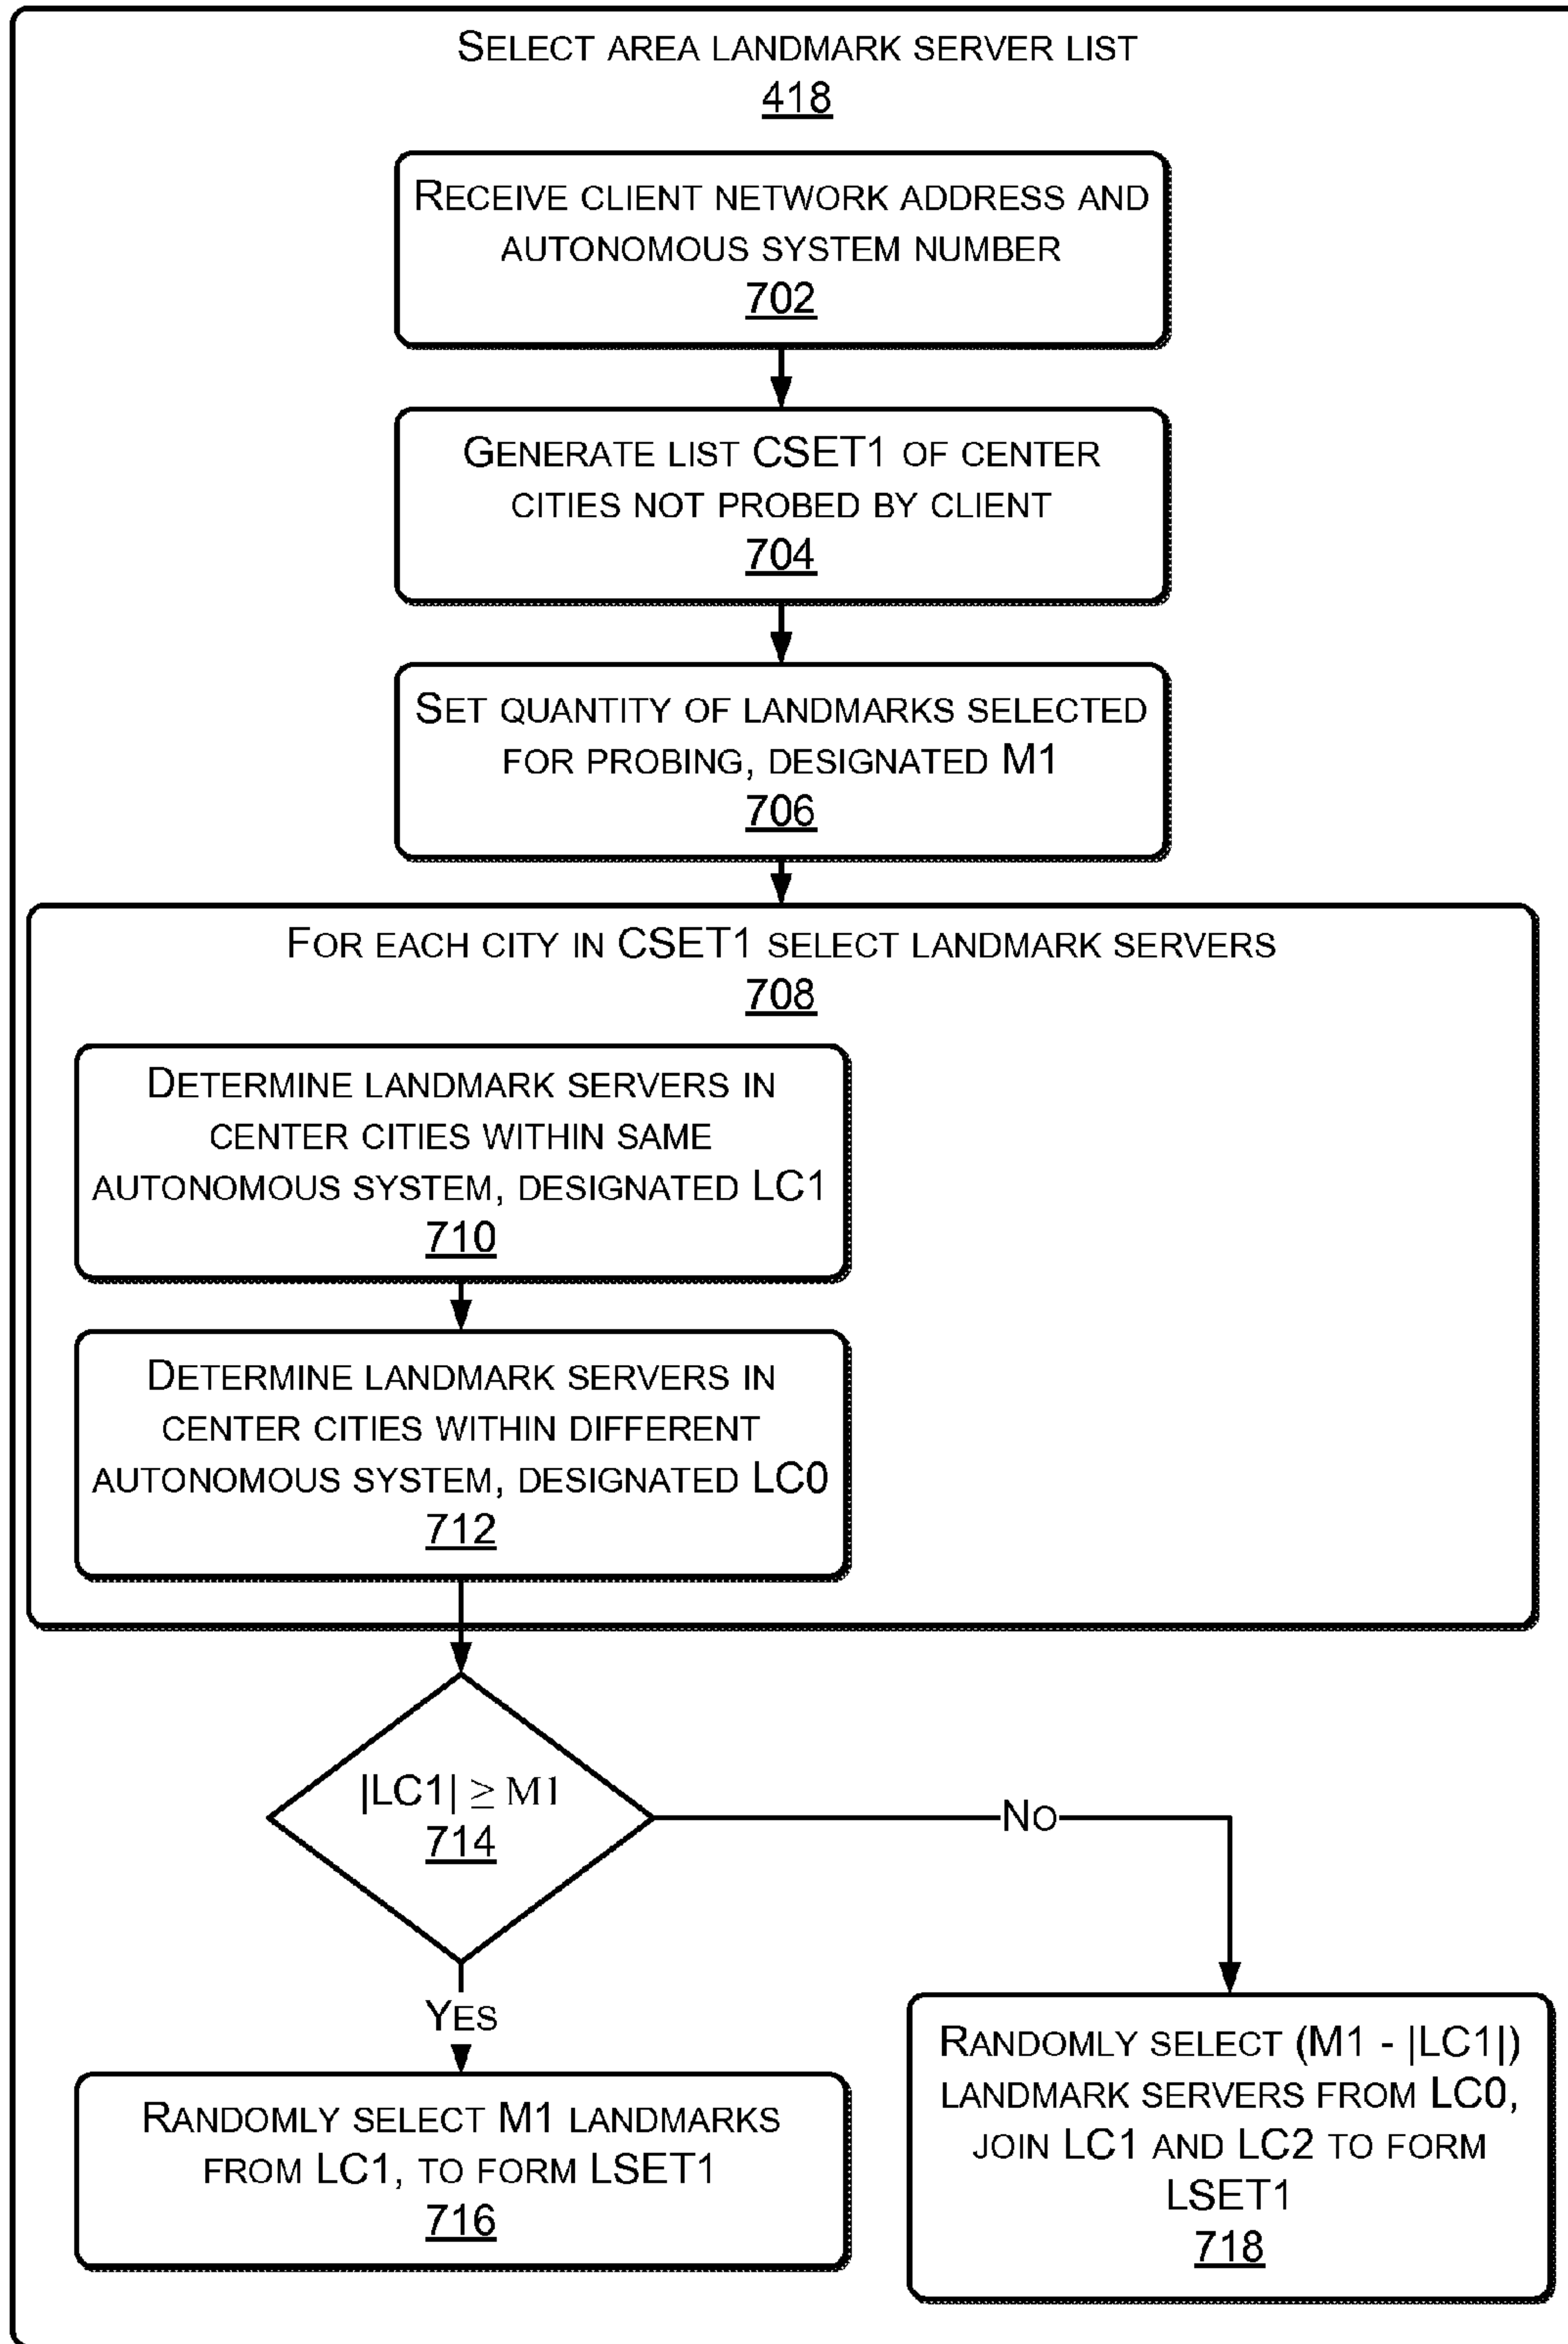 SELECT AREA LANDMARK SERVER LIST
418
RECEIVE CLIENT NETWORK ADDRESS AND
AUTONOMOUS SYSTEM NUMBER
702
GENERATE LIST CSET1 OF CENTER
CITIES NOT PROBED BY CLIENT
704
SET QUANTITY OF LANDMARKS SELECTED
FOR PROBING, DESIGNATED M1
706
FOR EACH CITY IN CSET1 SELECT LANDMARK SERVERS
708
DETERMINE LANDMARK SERVERS IN
CENTER CITIES WITHIN SAME
AUTONOMOUS SYSTEM, DESIGNATED LC1
710
DETERMINE LANDMARK SERVERS IN
CENTER CITIES WITHIN DIFFERENT
AUTONOMOUS SYSTEM, DESIGNATED LC0
712
|LC1| ≥ M1
714
NO
YES
RANDOMLY SELECT M1 LANDMARKS
FROM LC1, TO FORM LSET1
716
RANDOMLY SELECT (M1 - |LC1|)
LANDMARK SERVERS FROM LC0,
JOIN LC1 AND LC2 TO FORM
LSET1
718